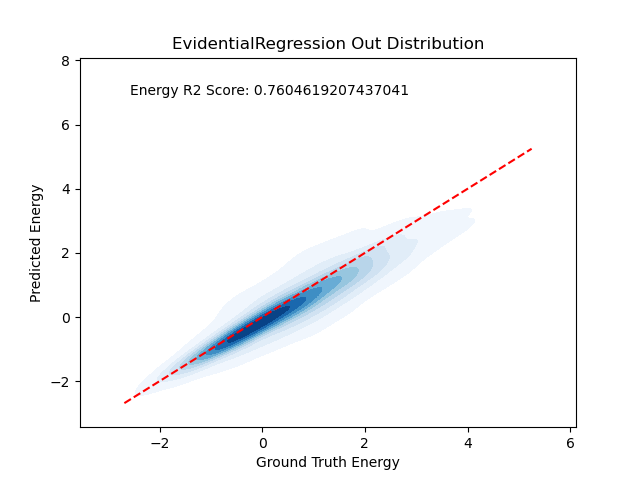 EvidentialRegression Out Distribution
Energy R2 Score: 0.7604619207437041
Predicted Energy
8
6
4
2
0
−2
−2 0 2 4 6
Ground Truth Energy